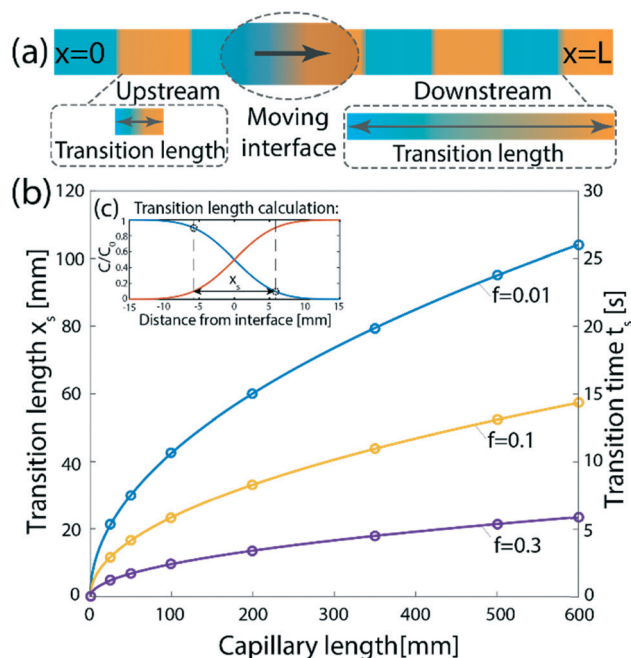 (a) x=0 x=L
Upstream Downstream
Moving
interface
Transition length Transition length
(b)
(c) Transition length calculation:
C/C₀
1
0.8
0.6
0.4
0.2
0
-15 -10 -5 0 5 10 15
Distance from interface [mm]
xₛ
Transition length xₛ [mm]
120
100
80
60
40
20
0
f=0.01
f=0.1
f=0.3
Transition time tₛ [s]
30
25
20
15
10
5
0
0 100 200 300 400 500 600
Capillary length[mm]